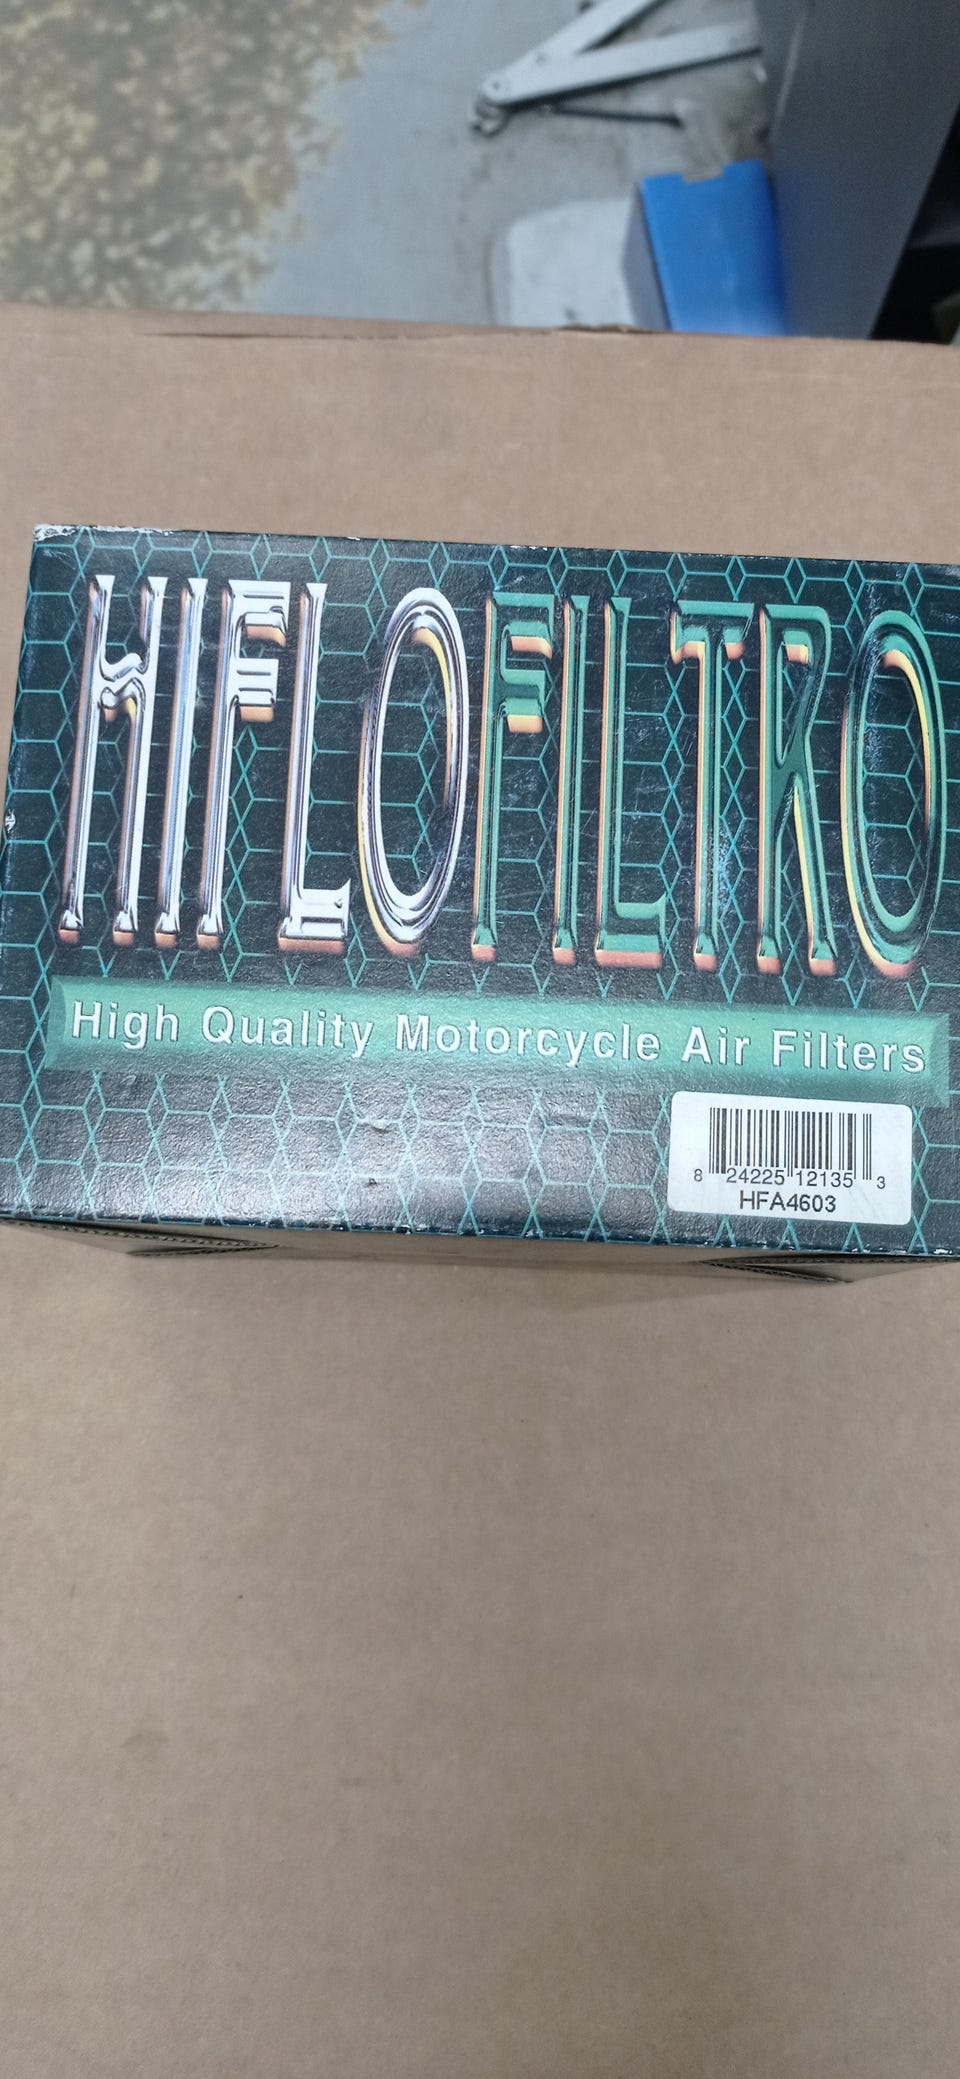 HIFLOFILTRO
High Quality Motorcycle Air Filters
8 24225 12135 3
HFA4603